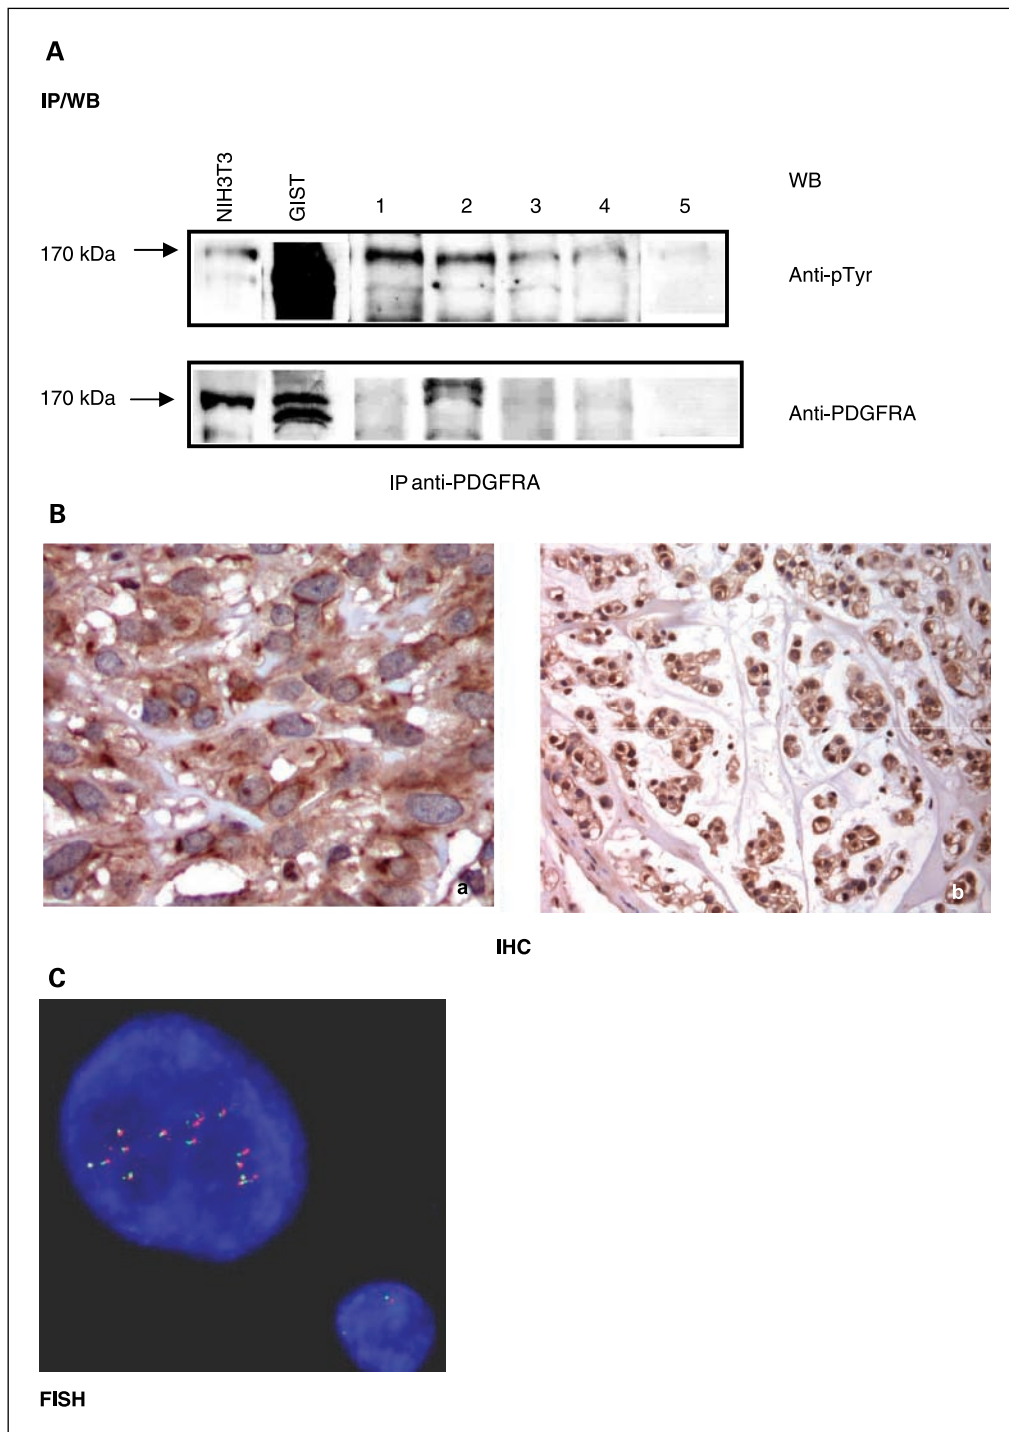 A
IP/WB
NIH3T3
GIST
1 2 3 4 5
WB
170 kDa
Anti-pTyr
170 kDa
Anti-PDGFRA
IP anti-PDGFRA
B
a
b
IHC
C
FISH